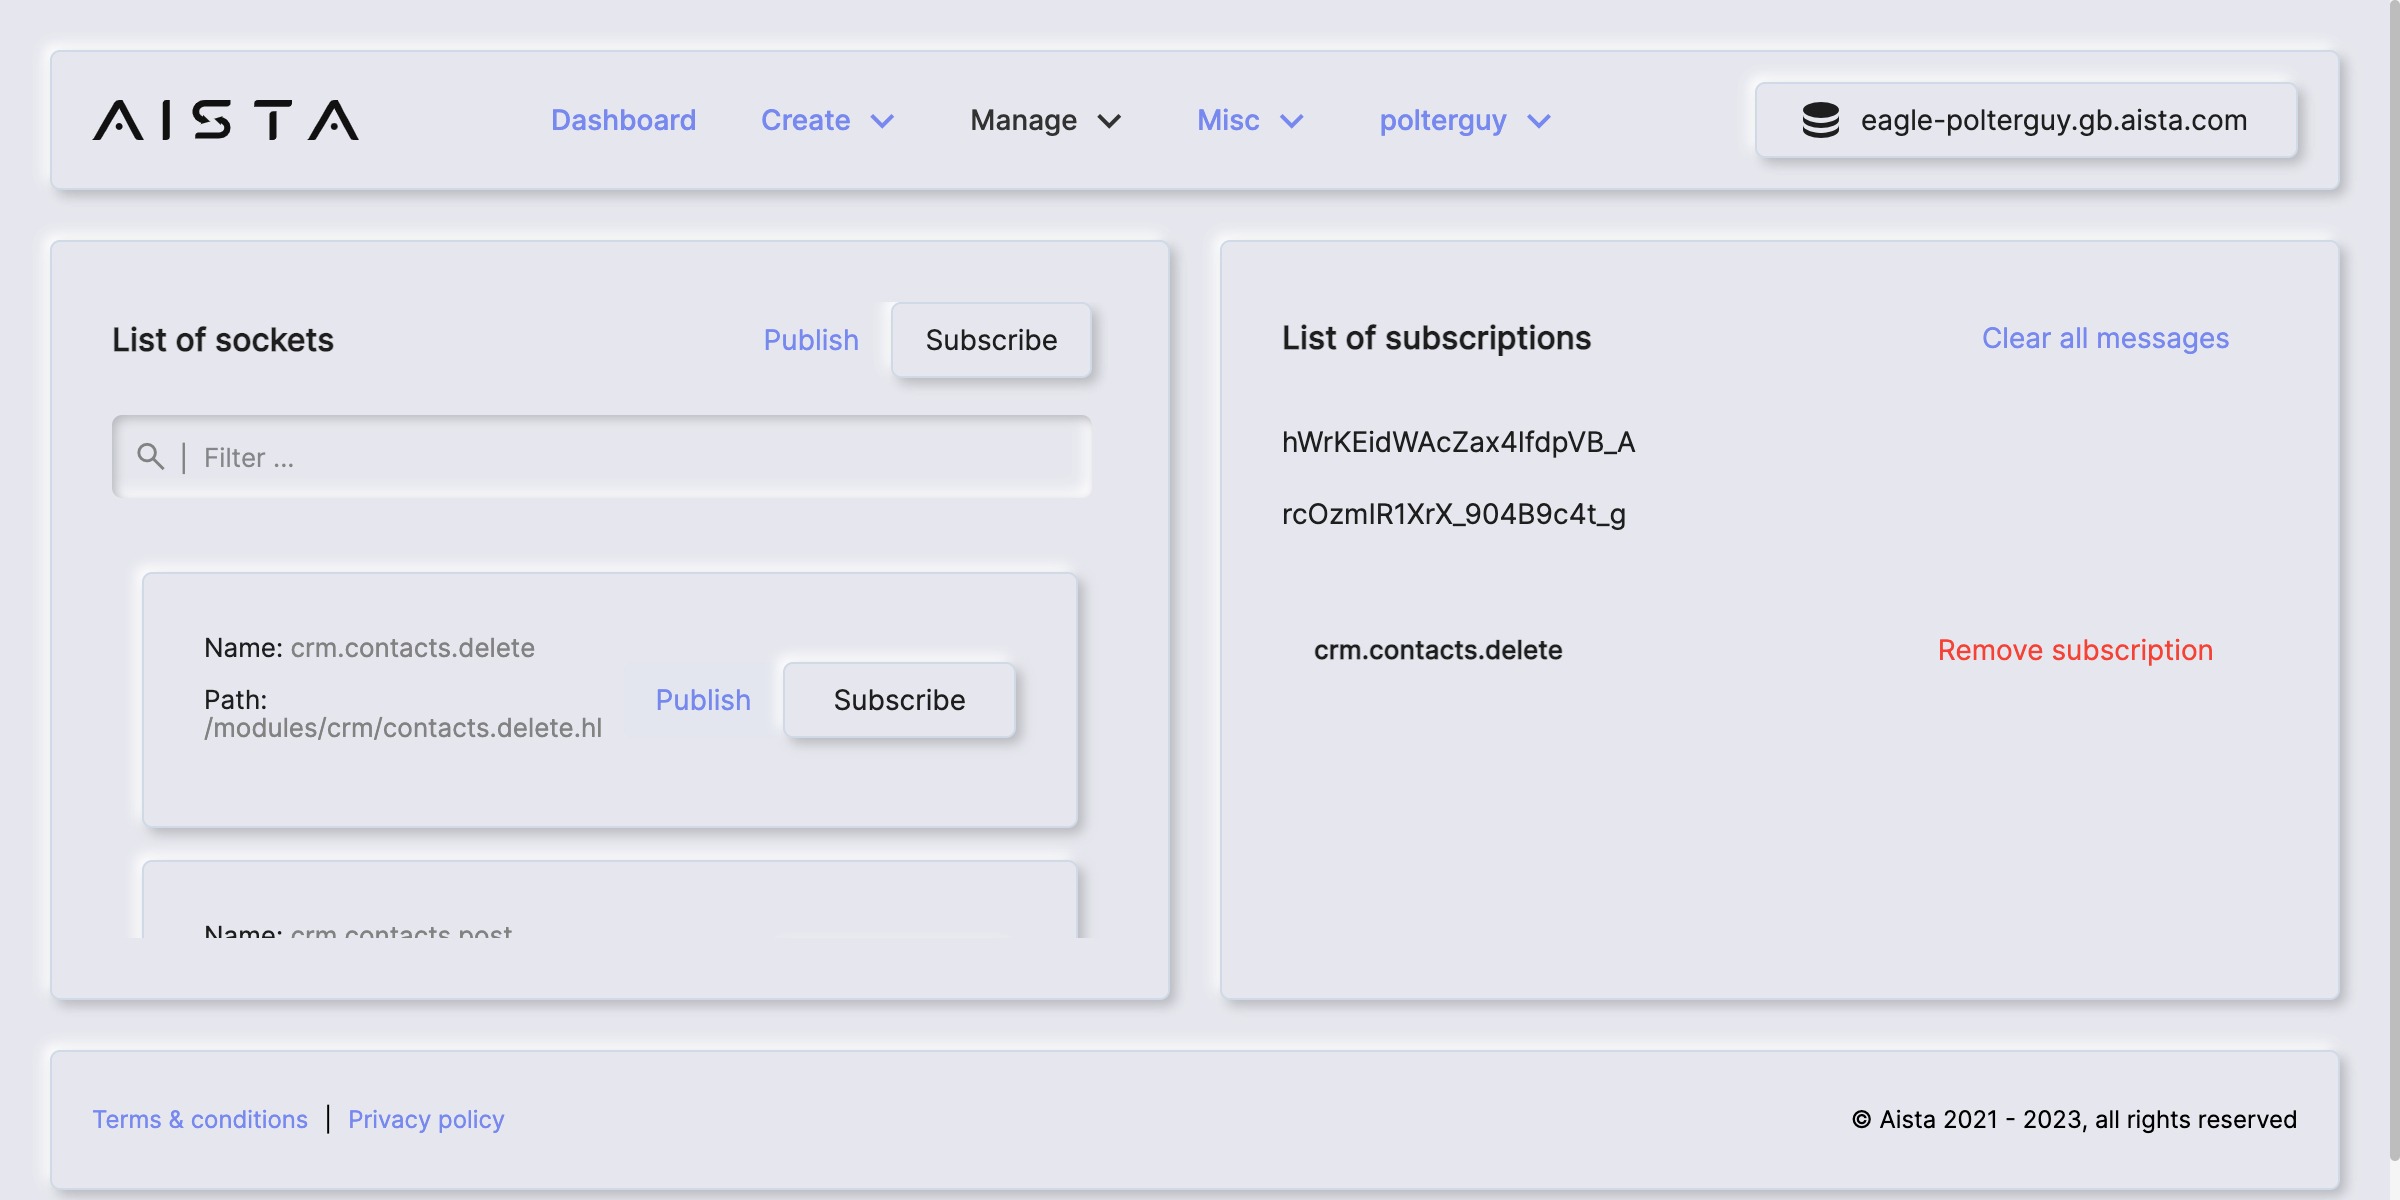 AISTA
Dashboard Create Manage Misc polterguy eagle-polterguy.gb.aista.com
List of sockets Publish Subscribe
Filter ...
Name: crm.contacts.delete
Path:
/modules/crm/contacts.delete.hl
Publish Subscribe
Name: crm.contacts.post
List of subscriptions Clear all messages
hWrKEidWAcZax4lfdpVB_A
rcOzmlR1XrX_904B9c4t_g
crm.contacts.delete Remove subscription
Terms & conditions | Privacy policy
© Aista 2021 - 2023, all rights reserved